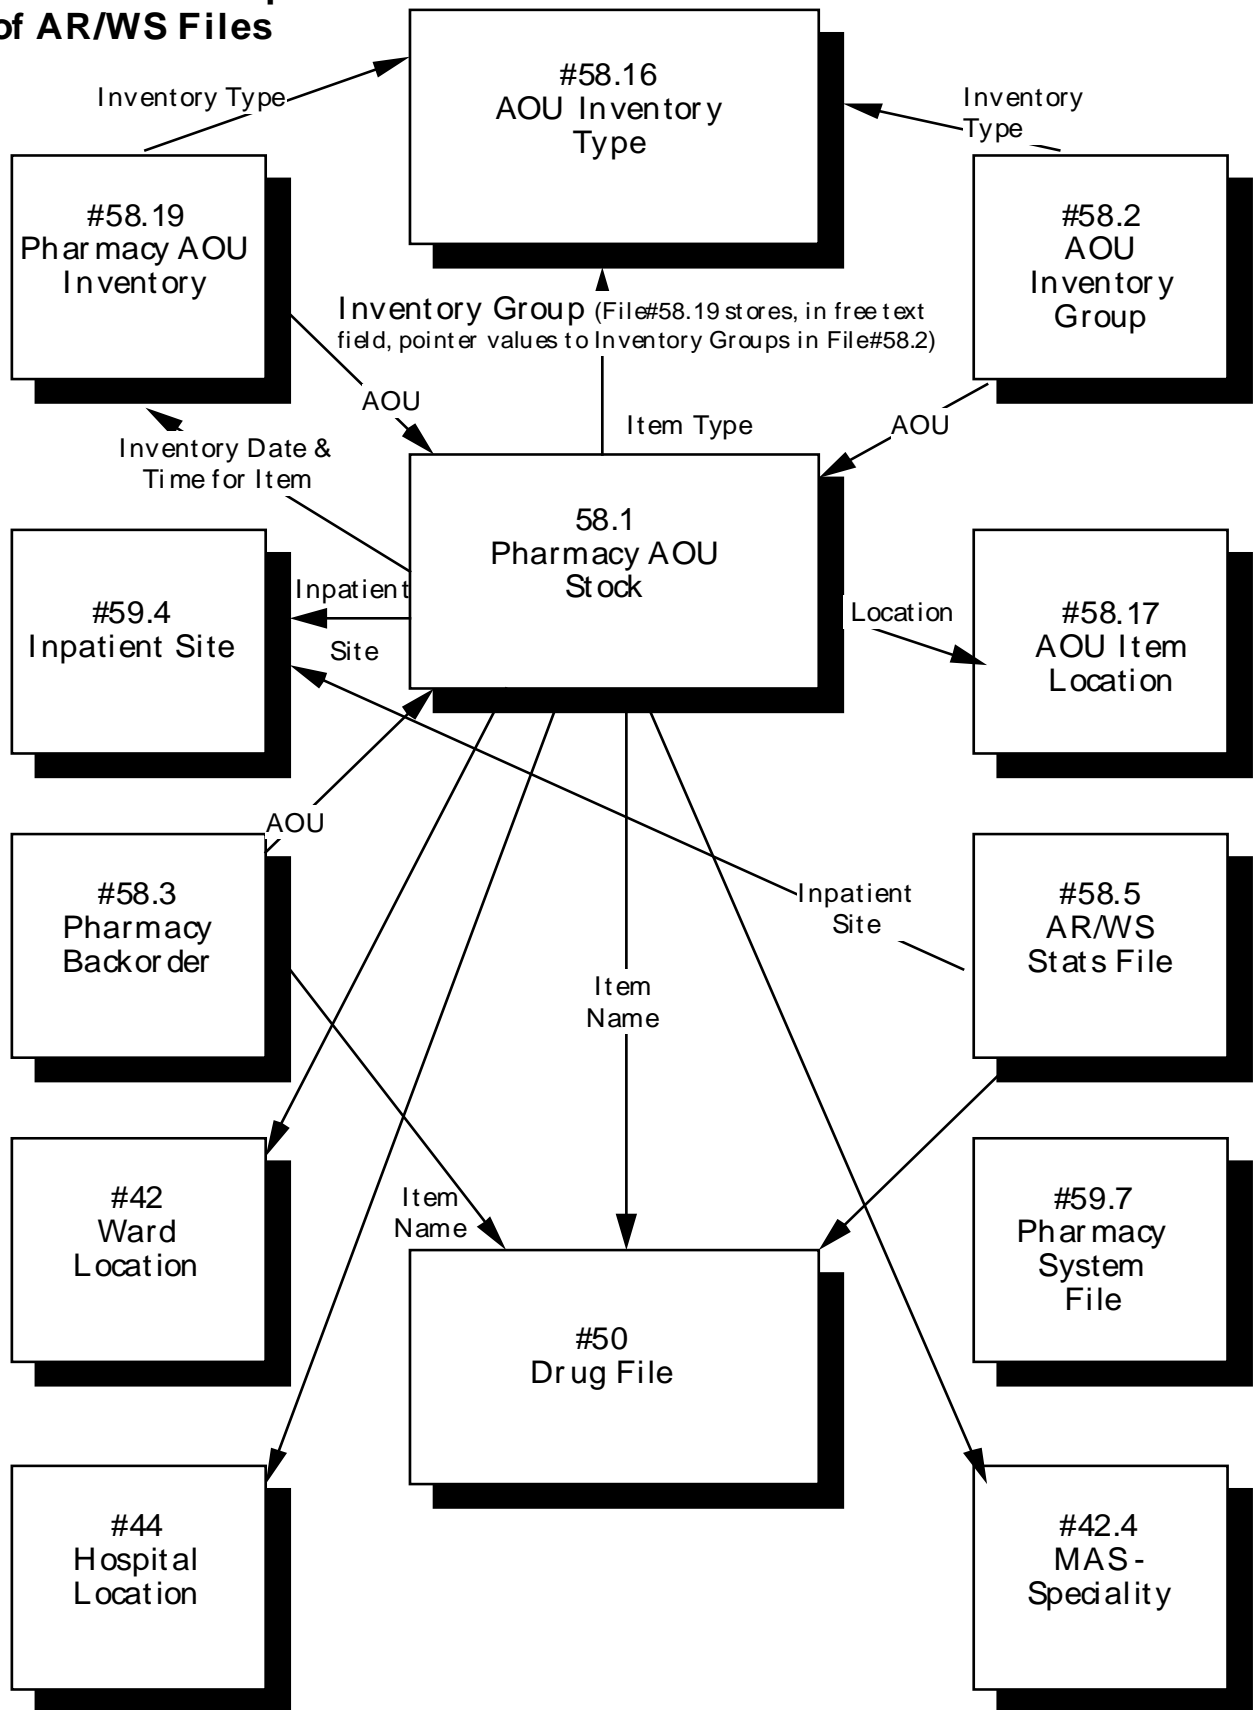 of AR/WS Files
#58.16
AOU Inventory
Type
Inventory Type
Inventory
Type
#58.19
Pharmacy AOU
Inventory
#58.2
AOU
Inventory
Group
Inventory Group (File#58.19 stores, in free text
field, pointer values to Inventory Groups in File#58.2)
AOU
Item Type
AOU
Inventory Date &
Time for Item
58.1
Pharmacy AOU
Stock
Inpatient
Site
#59.4
Inpatient Site
Location
#58.17
AOU Item
Location
AOU
#58.3
Pharmacy
Backorder
Inpatient
Site
#58.5
AR/WS
Stats File
Item
Name
#42
Ward
Location
Item
Name
#59.7
Pharmacy
System
File
#50
Drug File
#44
Hospital
Location
#42.4
MAS-
Speciality